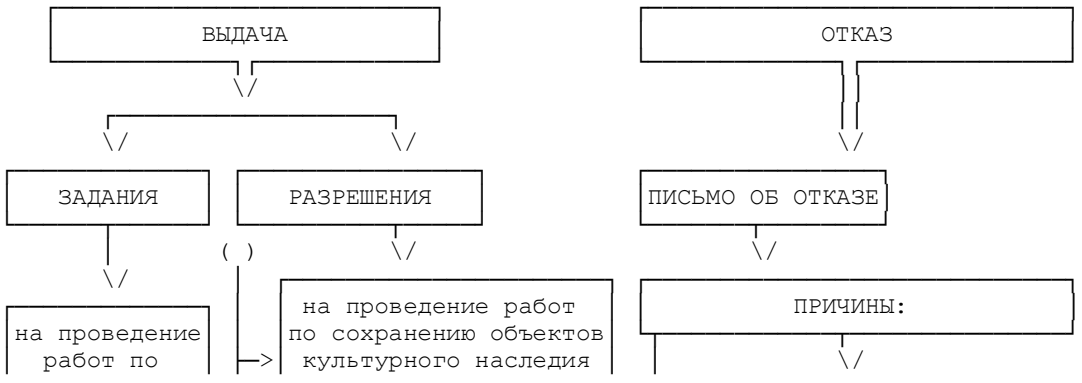 ВЫДАЧА
ОТКАЗ
ЗАДАНИЯ
РАЗРЕШЕНИЯ
ПИСЬМО ОБ ОТКАЗЕ
( )
на проведение
работ по
на проведение работ
по сохранению объектов
культурного наследия
ПРИЧИНЫ: